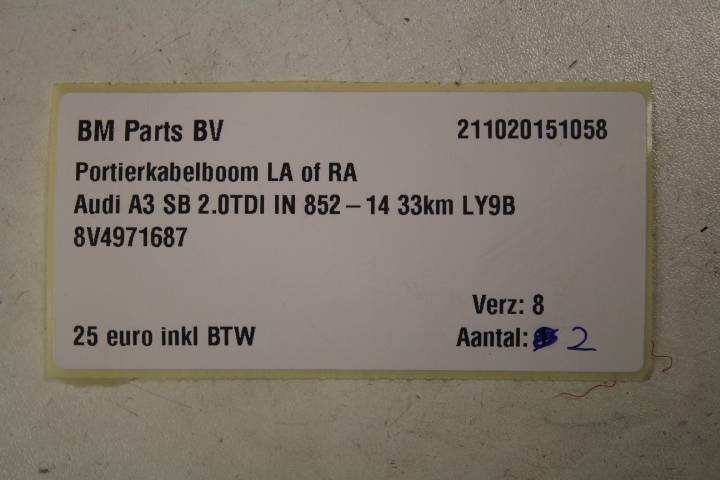 BM Parts BV 211020151058
Portierkabelboom LA of RA
Audi A3 SB 2.0TDI IN 852 – 14 33km LY9B
8V4971687
Verz: 8
25 euro inkl BTW Aantal: 2